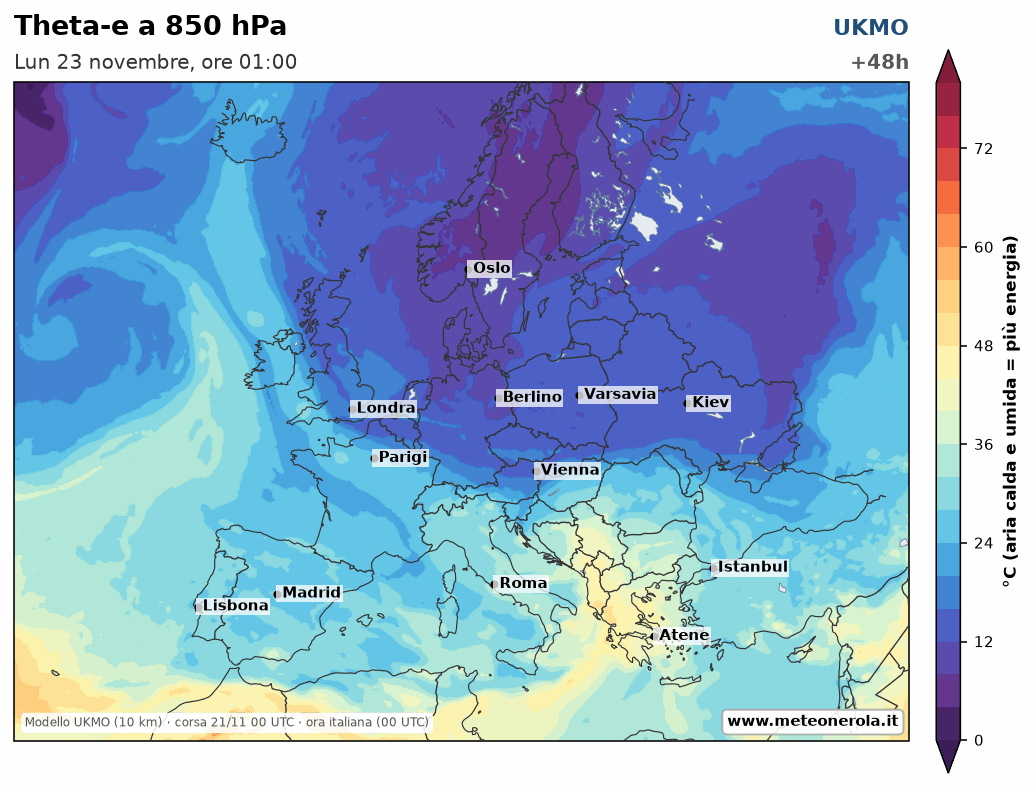 Theta-e a 850 hPa
UKMO
Lun 23 novembre, ore 01:00
+48h
72
60
48
36
24
12
0
°C (aria calda e umida = più energia)
Oslo
Berlino
Varsavia
Kiev
Londra
Parigi
Vienna
Istanbul
Roma
Madrid
Lisbona
Atene
Modello UKMO (10 km) · corsa 21/11 00 UTC · ora italiana (00 UTC)
www.meteonerola.it